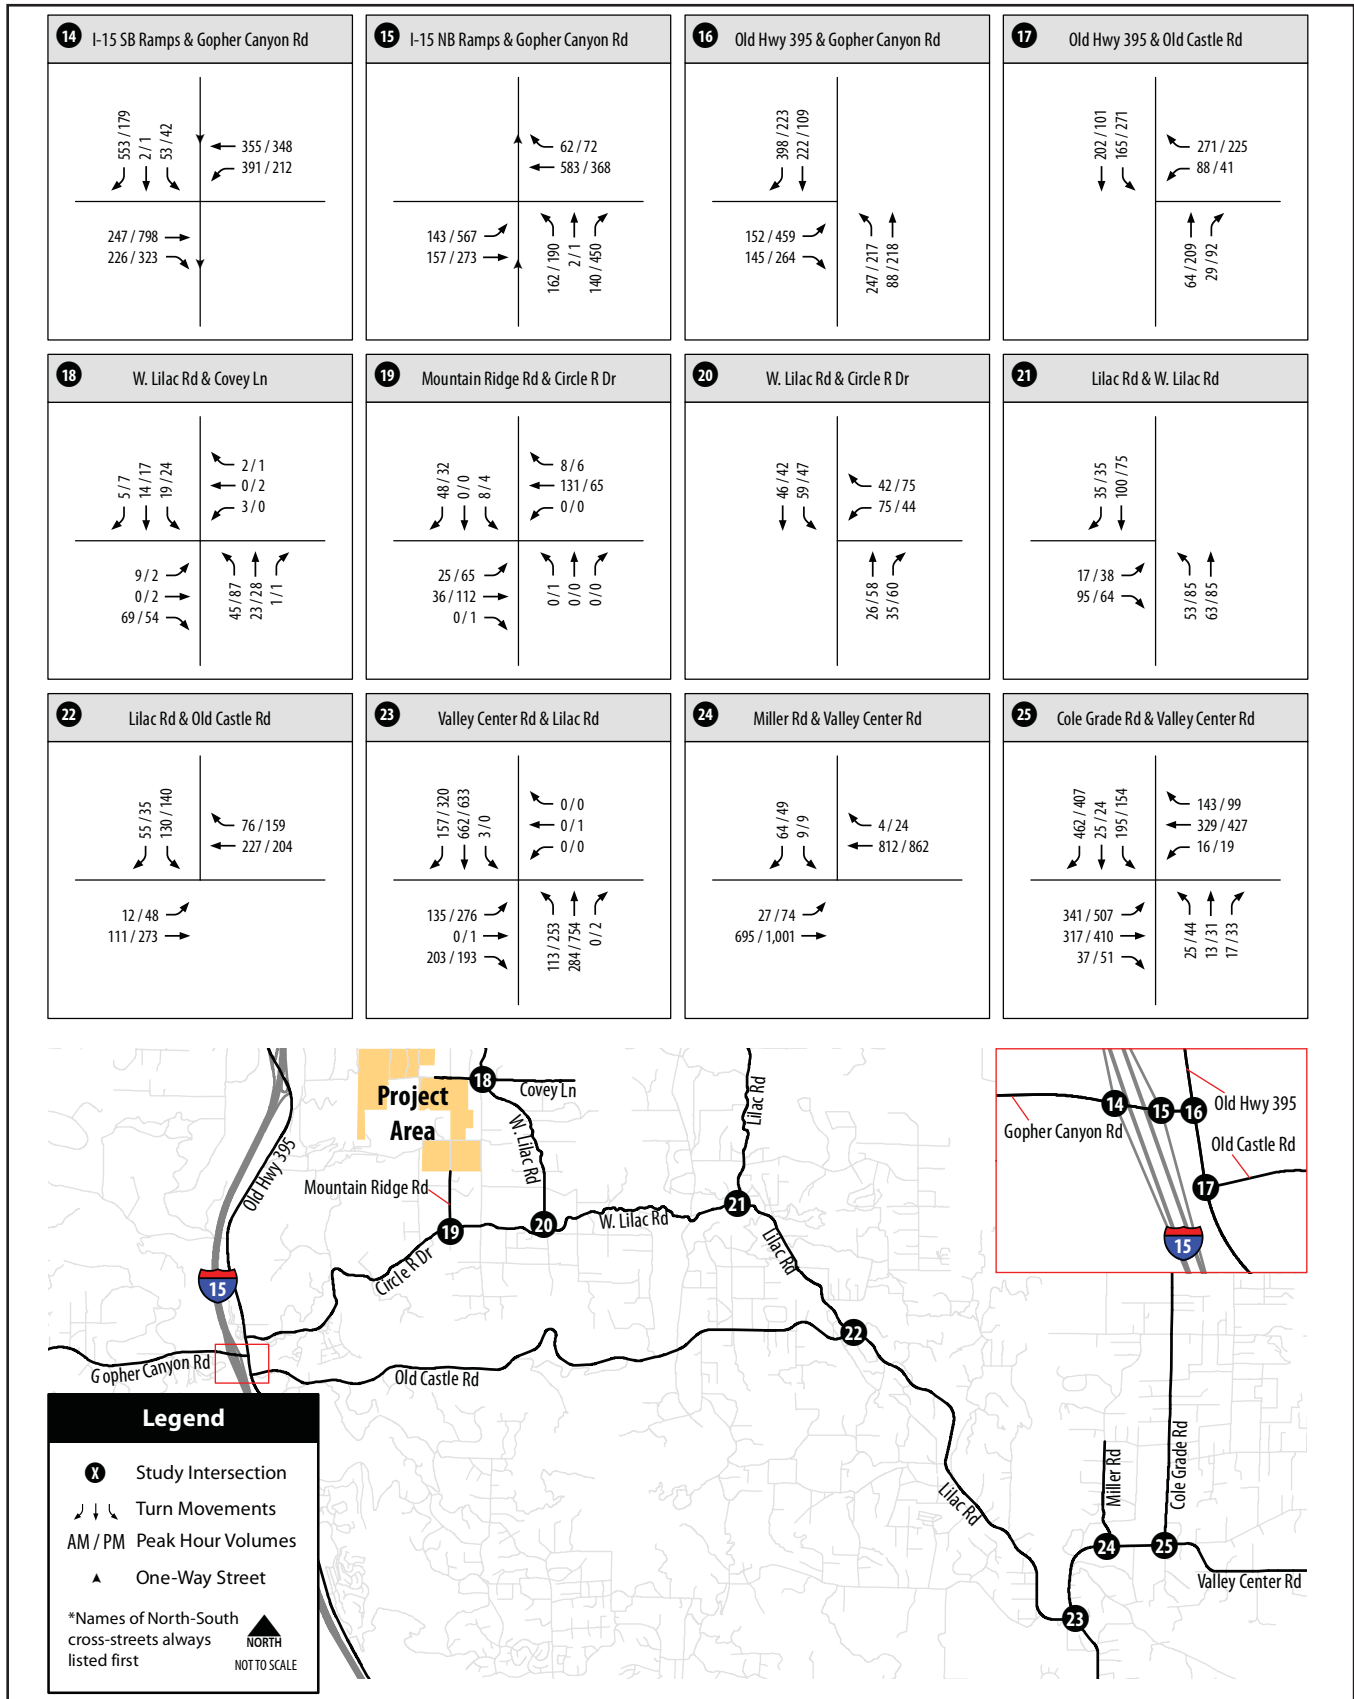 14 I-15 SB Ramps & Gopher Canyon Rd
553 / 179
2 / 1
53 / 42
355 / 348
391 / 212
247 / 798
226 / 323
15 I-15 NB Ramps & Gopher Canyon Rd
62 / 72
583 / 368
143 / 567
157 / 273
162 / 190
2 / 1
140 / 450
16 Old Hwy 395 & Gopher Canyon Rd
398 / 223
222 / 109
152 / 459
145 / 264
247 / 217
88 / 218
17 Old Hwy 395 & Old Castle Rd
202 / 101
165 / 271
271 / 225
88 / 41
64 / 209
29 / 92
18 W. Lilac Rd & Covey Ln
5 / 7
14 / 17
19 / 24
2 / 1
0 / 2
3 / 0
9 / 2
0 / 2
69 / 54
45 / 87
23 / 28
1 / 1
19 Mountain Ridge Rd & Circle R Dr
48 / 32
0 / 0
8 / 4
8 / 6
131 / 65
0 / 0
25 / 65
36 / 112
0 / 1
0 / 1
0 / 0
0 / 0
20 W. Lilac Rd & Circle R Dr
46 / 42
59 / 47
42 / 75
75 / 44
26 / 58
35 / 60
21 Lilac Rd & W. Lilac Rd
35 / 35
100 / 75
17 / 38
95 / 64
53 / 85
63 / 85
22 Lilac Rd & Old Castle Rd
55 / 35
130 / 140
76 / 159
227 / 204
12 / 48
111 / 273
23 Valley Center Rd & Lilac Rd
157 / 320
662 / 633
3 / 0
0 / 0
0 / 1
0 / 0
135 / 276
0 / 1
203 / 193
113 / 253
284 / 754
0 / 2
24 Miller Rd & Valley Center Rd
64 / 49
9 / 9
4 / 24
812 / 862
27 / 74
695 / 1,001
25 Cole Grade Rd & Valley Center Rd
462 / 407
25 / 24
195 / 154
143 / 99
329 / 427
16 / 19
341 / 507
317 / 410
37 / 51
25 / 44
13 / 31
17 / 33
Project
Area
18
Covey Ln
W. Lilac Rd
Lilac Rd
Old Hwy 395
Mountain Ridge Rd
19
20
W. Lilac Rd
21
Lilac Rd
Circle R Dr
15
22
Gopher Canyon Rd
Old Castle Rd
Lilac Rd
Miller Rd
Cole Grade Rd
24
25
Valley Center Rd
23
14
15
16
Old Hwy 395
Gopher Canyon Rd
Old Castle Rd
17
15
Legend
X Study Intersection
Turn Movements
AM / PM Peak Hour Volumes
One-Way Street
*Names of North-South
cross-streets always
listed first
NORTH
NOT TO SCALE